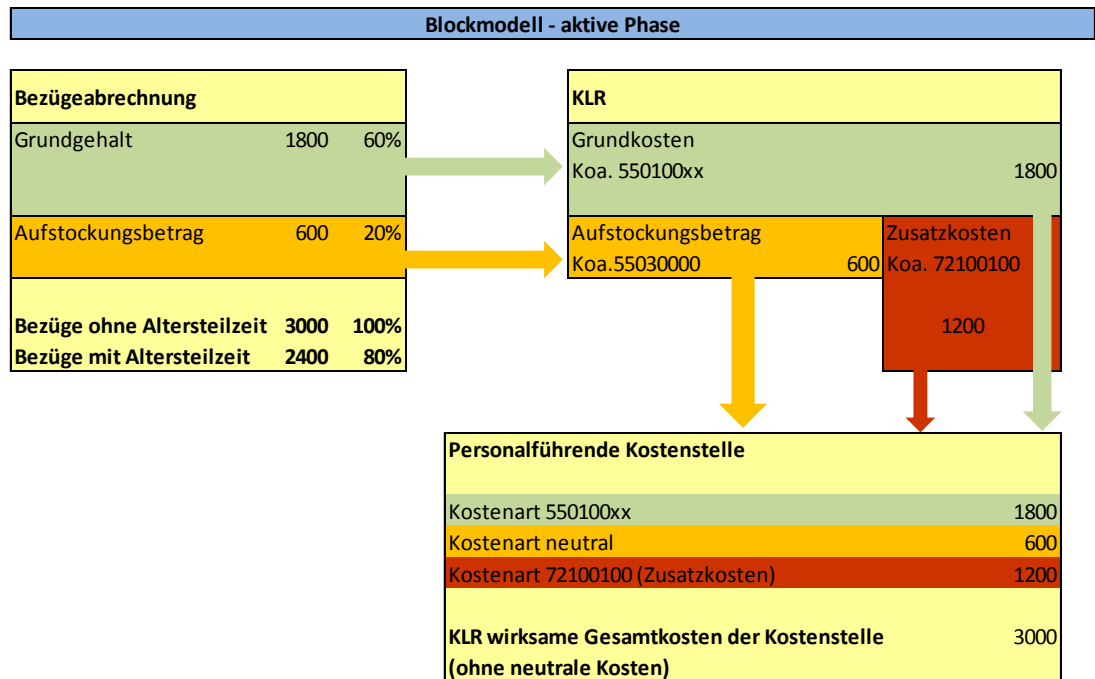 Blockmodell - aktive Phase
Bezügeabrechnung
Grundgehalt 1800 60%
Aufstockungsbetrag 600 20%
Bezüge ohne Altersteilzeit 3000 100%
Bezüge mit Altersteilzeit 2400 80%
KLR
Grundkosten
Koa. 550100xx 1800
Aufstockungsbetrag
Koa.55030000 600
Zusatzkosten
Koa. 72100100
1200
Personalführende Kostenstelle
Kostenart 550100xx 1800
Kostenart neutral 600
Kostenart 72100100 (Zusatzkosten) 1200
KLR wirksame Gesamtkosten der Kostenstelle 3000
(ohne neutrale Kosten)